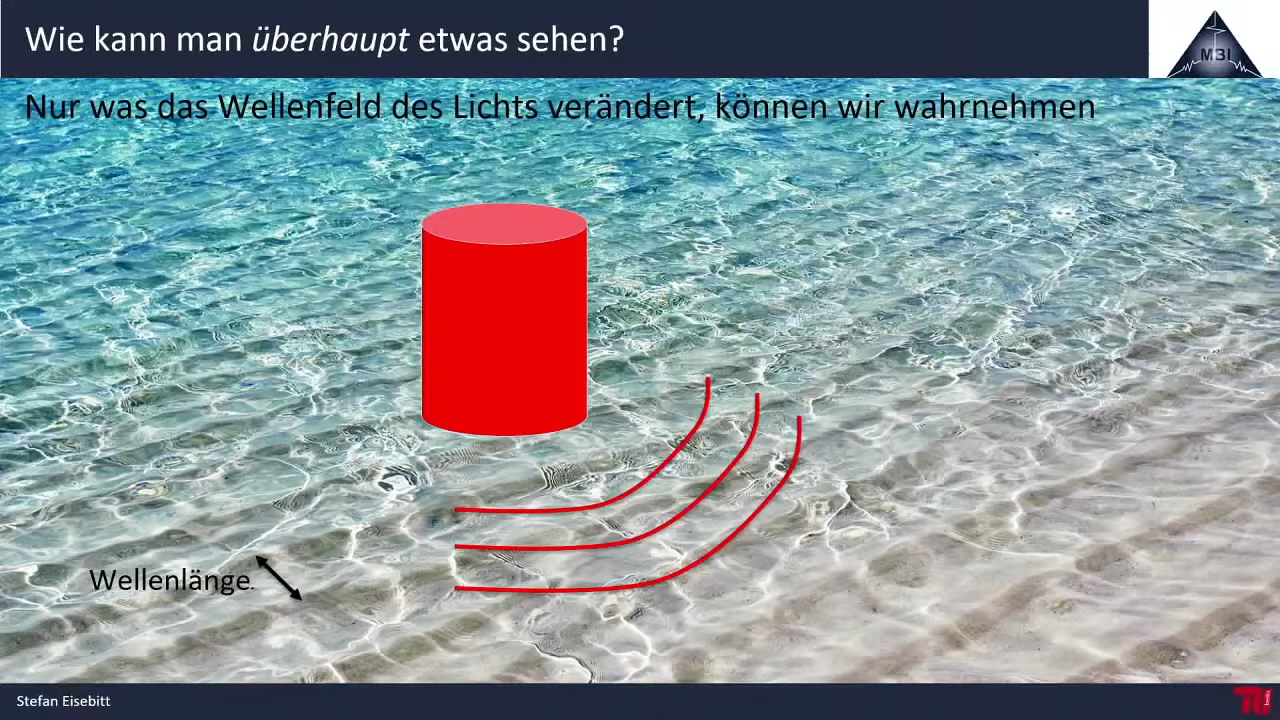 Wie kann man überhaupt etwas sehen?
MBI
Nur was das Wellenfeld des Lichts verändert, können wir wahrnehmen
Wellenlänge
Stefan Eisebitt